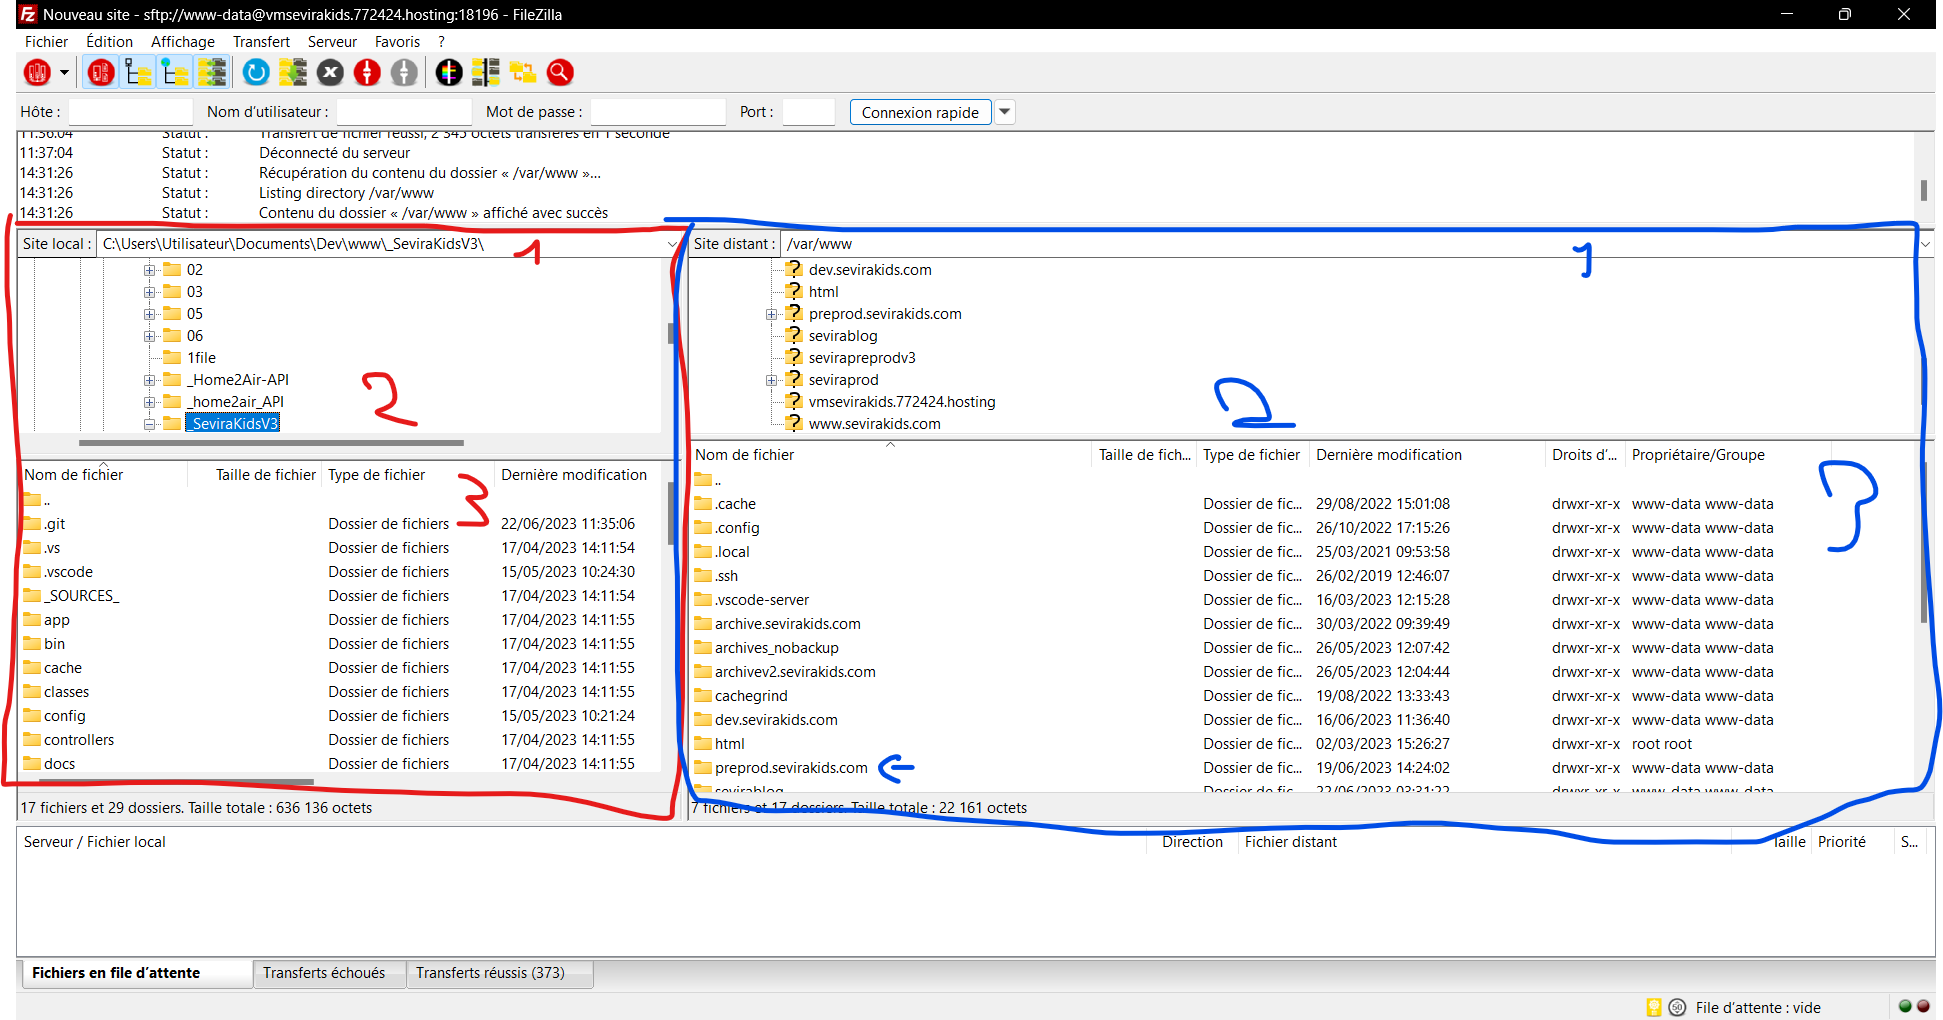 Nouveau site - sftp://www-data@vmsevirakids.772424.hosting:18196 - FileZilla
Fichier Édition Affichage Transfert Serveur Favoris ?
Hôte : Nom d'utilisateur : Mot de passe : Port : Connexion rapide
11:36:04 Statut : Transfert de fichier réussi, 2 345 octets transférés en 1 seconde
11:37:04 Statut : Déconnecté du serveur
14:31:26 Statut : Récupération du contenu du dossier « /var/www »...
14:31:26 Statut : Listing directory /var/www
14:31:26 Statut : Contenu du dossier « /var/www » affiché avec succès
Site local : C:\Users\Utilisateur\Documents\Dev\www\_SeviraKidsV3\
1
02
03
05
06
1file
_Home2Air-API
_home2air_API
_SeviraKidsV3
2
Nom de fichier Taille de fichier Type de fichier Dernière modification
3
..
.git Dossier de fichiers 22/06/2023 11:35:06
.vs Dossier de fichiers 17/04/2023 14:11:54
.vscode Dossier de fichiers 15/05/2023 10:24:30
_SOURCES_ Dossier de fichiers 17/04/2023 14:11:54
app Dossier de fichiers 17/04/2023 14:11:55
bin Dossier de fichiers 17/04/2023 14:11:55
cache Dossier de fichiers 17/04/2023 14:11:55
classes Dossier de fichiers 17/04/2023 14:11:55
config Dossier de fichiers 15/05/2023 10:21:24
controllers Dossier de fichiers 17/04/2023 14:11:55
docs Dossier de fichiers 17/04/2023 14:11:55
17 fichiers et 29 dossiers. Taille totale : 636 136 octets
Site distant : /var/www
1
dev.sevirakids.com
html
preprod.sevirakids.com
sevirablog
sevirapreprodv3
seviraprod
vmsevirakids.772424.hosting
www.sevirakids.com
2
Nom de fichier Taille de fich... Type de fichier Dernière modification Droits d'... Propriétaire/Groupe
3
..
.cache Dossier de fic... 29/08/2022 15:01:08 drwxr-xr-x www-data www-data
.config Dossier de fic... 26/10/2022 17:15:26 drwxr-xr-x www-data www-data
.local Dossier de fic... 25/03/2021 09:53:58 drwxr-xr-x www-data www-data
.ssh Dossier de fic... 26/02/2019 12:46:07 drwxr-xr-x www-data www-data
.vscode-server Dossier de fic... 16/03/2023 12:15:28 drwxr-xr-x www-data www-data
archive.sevirakids.com Dossier de fic... 30/03/2022 09:39:49 drwxr-xr-x www-data www-data
archives_nobackup Dossier de fic... 26/05/2023 12:07:42 drwxr-xr-x www-data www-data
archivev2.sevirakids.com Dossier de fic... 26/05/2023 12:04:44 drwxr-xr-x www-data www-data
cachegrind Dossier de fic... 19/08/2022 13:33:43 drwxr-xr-x www-data www-data
dev.sevirakids.com Dossier de fic... 16/06/2023 11:36:40 drwxr-xr-x www-data www-data
html Dossier de fic... 02/03/2023 15:26:27 drwxr-xr-x root root
preprod.sevirakids.com Dossier de fic... 19/06/2023 14:24:02 drwxr-xr-x www-data www-data
sevirablog Dossier de fic... 22/06/2023 03:31:22 drwxr-xr-x www-data www-data
7 fichiers et 17 dossiers. Taille totale : 22 161 octets
Serveur / Fichier local Direction Fichier distant Taille Priorité S...
Fichiers en file d'attente Transferts échoués Transferts réussis (373)
File d'attente : vide